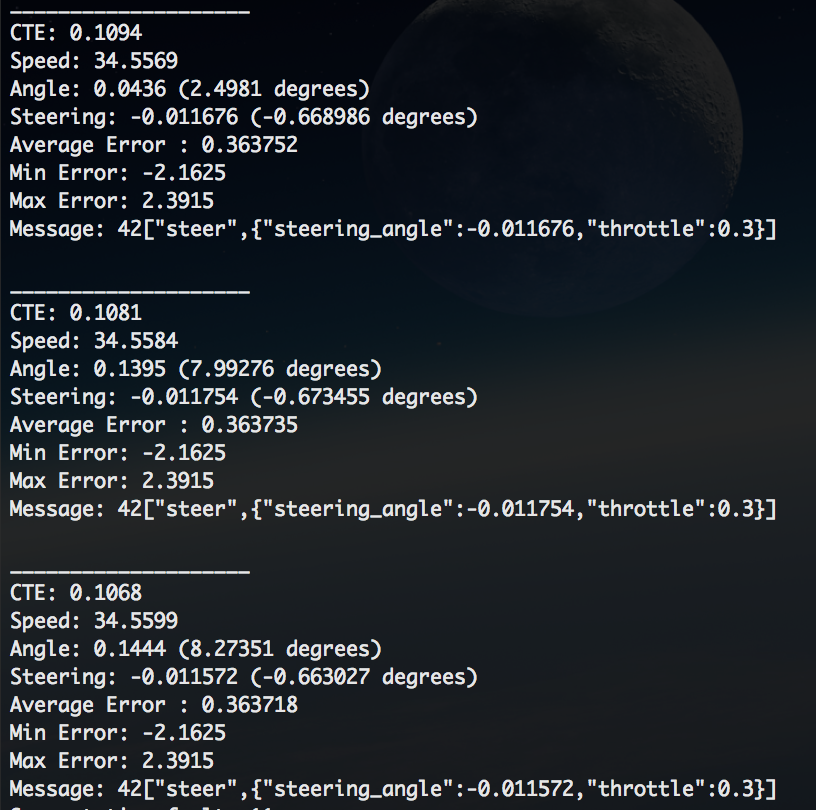 ____________________
CTE: 0.1094
Speed: 34.5569
Angle: 0.0436 (2.4981 degrees)
Steering: -0.011676 (-0.668986 degrees)
Average Error : 0.363752
Min Error: -2.1625
Max Error: 2.3915
Message: 42["steer",{"steering_angle":-0.011676,"throttle":0.3}]
____________________
CTE: 0.1081
Speed: 34.5584
Angle: 0.1395 (7.99276 degrees)
Steering: -0.011754 (-0.673455 degrees)
Average Error : 0.363735
Min Error: -2.1625
Max Error: 2.3915
Message: 42["steer",{"steering_angle":-0.011754,"throttle":0.3}]
____________________
CTE: 0.1068
Speed: 34.5599
Angle: 0.1444 (8.27351 degrees)
Steering: -0.011572 (-0.663027 degrees)
Average Error : 0.363718
Min Error: -2.1625
Max Error: 2.3915
Message: 42["steer",{"steering_angle":-0.011572,"throttle":0.3}]